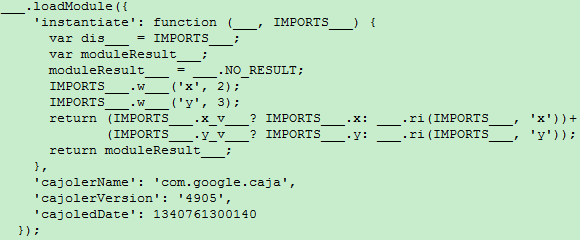 ___.loadModule({
'instantiate': function (___, IMPORTS___) {
var dis___ = IMPORTS___;
var moduleResult___;
moduleResult___ = ___.NO_RESULT;
IMPORTS___.w___('x', 2);
IMPORTS___.w___('y', 3);
return (IMPORTS___.x_v___? IMPORTS___.x: ___.ri(IMPORTS___, 'x'))+
(IMPORTS___.y_v___? IMPORTS___.y: ___.ri(IMPORTS___, 'y'));
return moduleResult___;
},
'cajolerName': 'com.google.caja',
'cajolerVersion': '4905',
'cajoledDate': 1340761300140
});